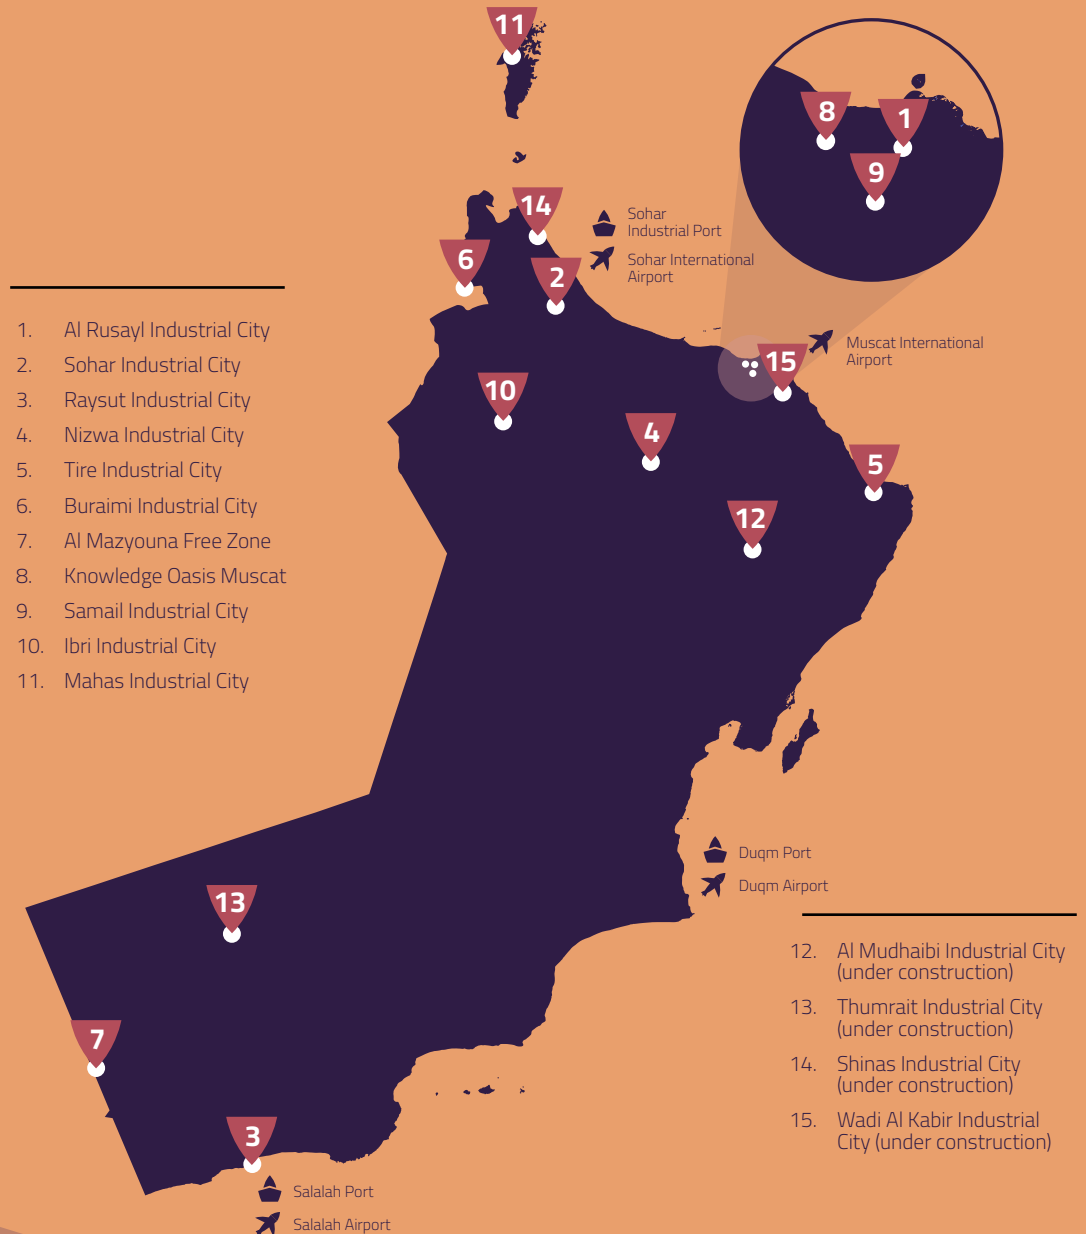 11
8
1
9
14
6
2
Sohar
Industrial Port
Sohar International
Airport
Muscat International
Airport
15
10
4
5
12
1. Al Rusayl Industrial City
2. Sohar Industrial City
3. Raysut Industrial City
4. Nizwa Industrial City
5. Tire Industrial City
6. Buraimi Industrial City
7. Al Mazyouna Free Zone
8. Knowledge Oasis Muscat
9. Samail Industrial City
10. Ibri Industrial City
11. Mahas Industrial City
Duqm Port
Duqm Airport
13
7
3
Salalah Port
Salalah Airport
12. Al Mudhaibi Industrial City
(under construction)
13. Thumrait Industrial City
(under construction)
14. Shinas Industrial City
(under construction)
15. Wadi Al Kabir Industrial
City (under construction)